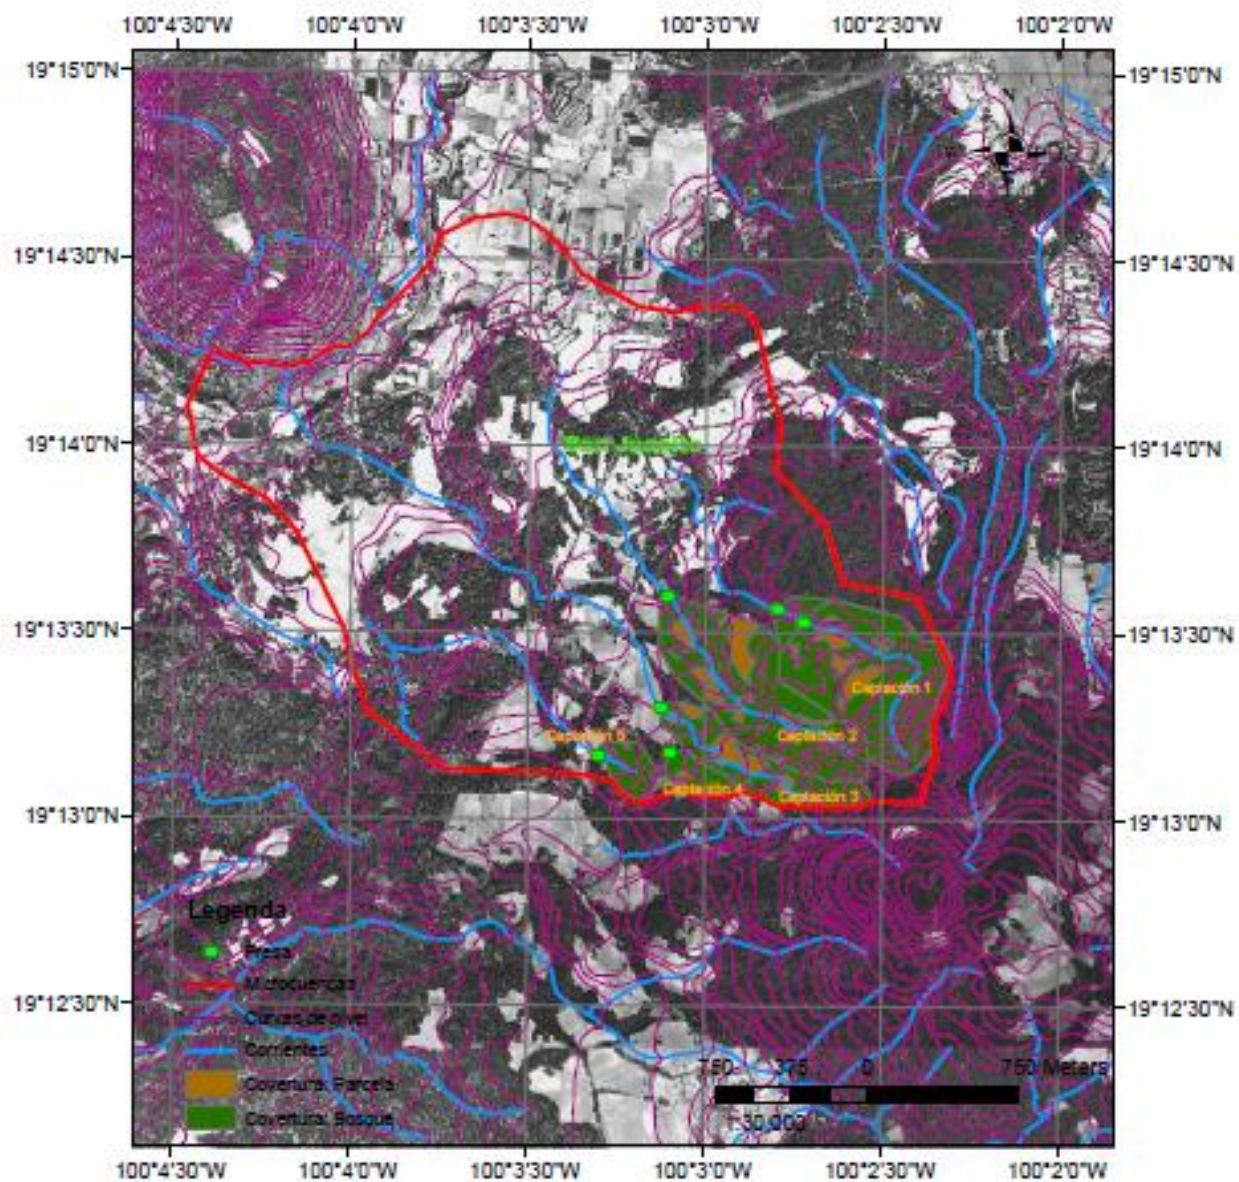 100°4'30"W 100°4'0"W 100°3'30"W 100°3'0"W 100°2'30"W 100°2'0"W
19°15'0"N 19°15'0"N
19°14'30"N 19°14'30"N
19°14'0"N 19°14'0"N
19°13'30"N 19°13'30"N
Captación 1
Captación 5 Captación 2
Captación 4 Captación 3
19°13'0"N 19°13'0"N
Legenda
Presa
Microcuencas
19°12'30"N 19°12'30"N
Curvas de nivel
Corrientes
750 375 0 750 Meters
Covertura: Parcela
Covertura: Bosque
1:30,000
100°4'30"W 100°4'0"W 100°3'30"W 100°3'0"W 100°2'30"W 100°2'0"W